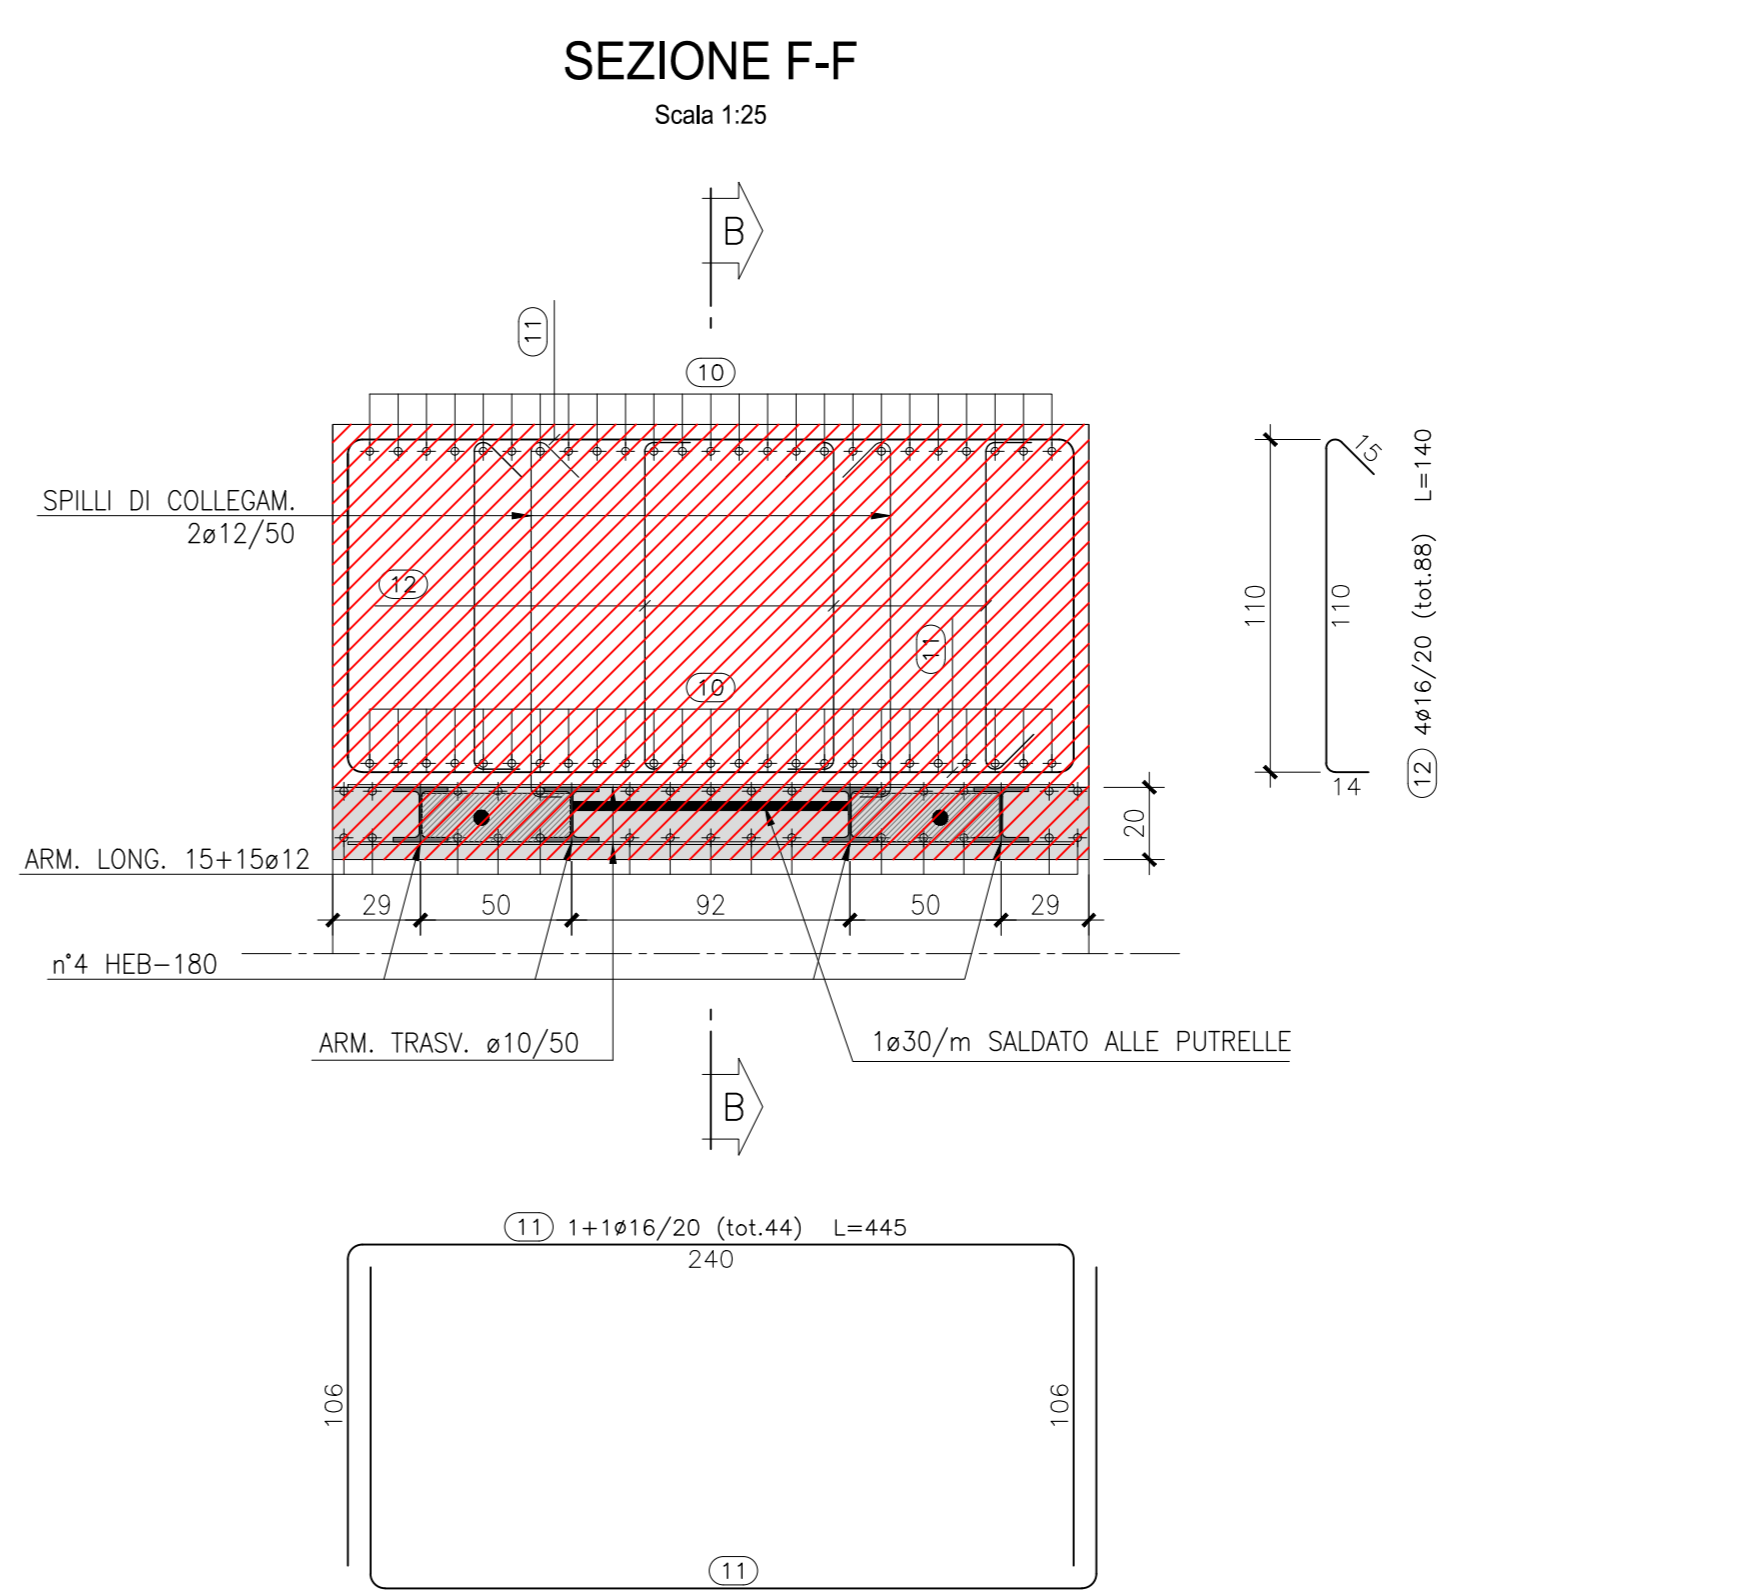 SEZIONE F-F
Scala 1:25
B
11
10
SPILLI DI COLLEGAM.
2ø12/50
12
11
10
110
110
15
14
12 4ø16/20 (tot.88) L=140
20
ARM. LONG. 15+15ø12
29 50 92 50 29
n°4 HEB-180
ARM. TRASV. ø10/50
1ø30/m SALDATO ALLE PUTRELLE
B
11 1+1ø16/20 (tot.44) L=445
240
106
106
11